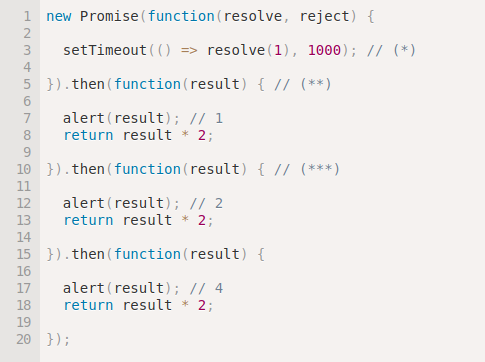 1 new Promise(function(resolve, reject) {
2
3   setTimeout(() => resolve(1), 1000); // (*)
4
5 }).then(function(result) { // (**)
6
7   alert(result); // 1
8   return result * 2;
9
10 }).then(function(result) { // (***)
11
12   alert(result); // 2
13   return result * 2;
14
15 }).then(function(result) {
16
17   alert(result); // 4
18   return result * 2;
19
20 });